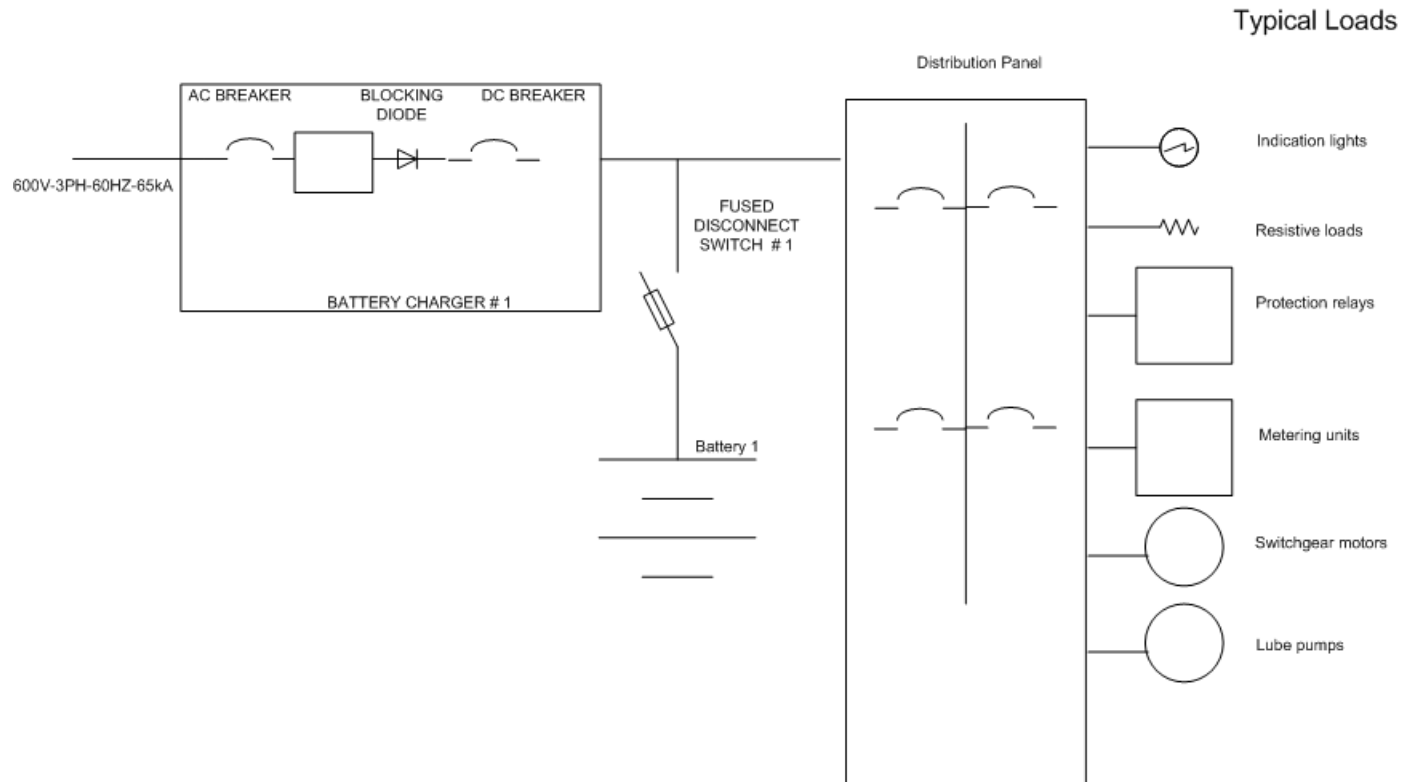 Typical Loads
Distribution Panel
AC BREAKER
BLOCKING
DIODE
DC BREAKER
600V-3PH-60HZ-65kA
BATTERY CHARGER # 1
FUSED
DISCONNECT
SWITCH # 1
Battery 1
Indication lights
Resistive loads
Protection relays
Metering units
Switchgear motors
Lube pumps